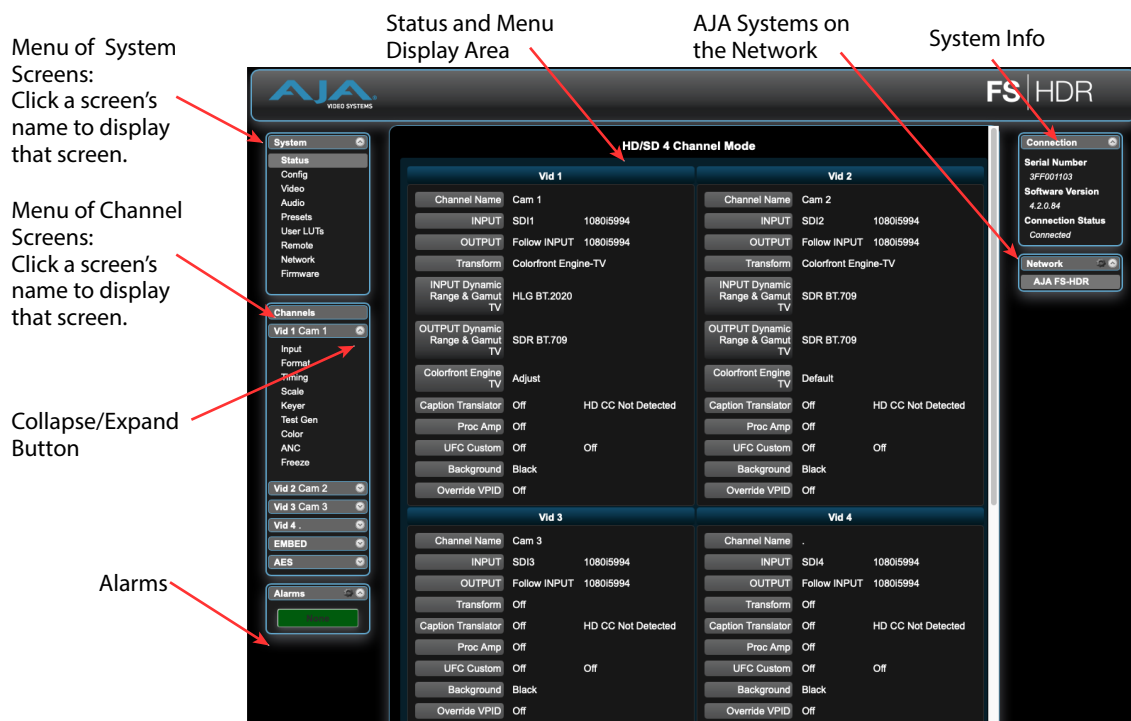 Menu of System
Screens:
Click a screen's
name to display
that screen.
Status and Menu
Display Area
AJA Systems on
the Network
System Info
Menu of Channel
Screens:
Click a screen's
name to display
that screen.
Collapse/Expand
Button
Alarms
AJA
VIDEO SYSTEMS
FS HDR
System
Status
Config
Video
Audio
Presets
User LUTs
Remote
Network
Firmware
Channels
Vid 1 Cam 1
Input
Format
Timing
Scale
Keyer
Test Gen
Color
ANC
Freeze
Vid 2 Cam 2
Vid 3 Cam 3
Vid 4 .
EMBED
AES
Alarms
None
HD/SD 4 Channel Mode
Vid 1
Channel Name Cam 1
INPUT SDI1 1080i5994
OUTPUT Follow INPUT 1080i5994
Transform Colorfront Engine-TV
INPUT Dynamic
Range & Gamut HLG BT.2020
TV
OUTPUT Dynamic
Range & Gamut SDR BT.709
TV
Colorfront Engine
TV Adjust
Caption Translator Off HD CC Not Detected
Proc Amp Off
UFC Custom Off Off
Background Black
Override VPID Off
Vid 2
Channel Name Cam 2
INPUT SDI2 1080i5994
OUTPUT Follow INPUT 1080i5994
Transform Colorfront Engine-TV
INPUT Dynamic
Range & Gamut SDR BT.709
TV
OUTPUT Dynamic
Range & Gamut SDR BT.709
TV
Colorfront Engine
TV Default
Caption Translator Off HD CC Not Detected
Proc Amp Off
UFC Custom Off Off
Background Black
Override VPID Off
Vid 3
Channel Name Cam 3
INPUT SDI3 1080i5994
OUTPUT Follow INPUT 1080i5994
Transform Off
Caption Translator Off HD CC Not Detected
Proc Amp Off
UFC Custom Off Off
Background Black
Override VPID Off
Vid 4
Channel Name .
INPUT SDI4 1080i5994
OUTPUT Follow INPUT 1080i5994
Transform Off
Caption Translator Off HD CC Not Detected
Proc Amp Off
UFC Custom Off Off
Background Black
Override VPID Off
Connection
Serial Number
3FF001103
Software Version
4.2.0.84
Connection Status
Connected
Network
AJA FS-HDR